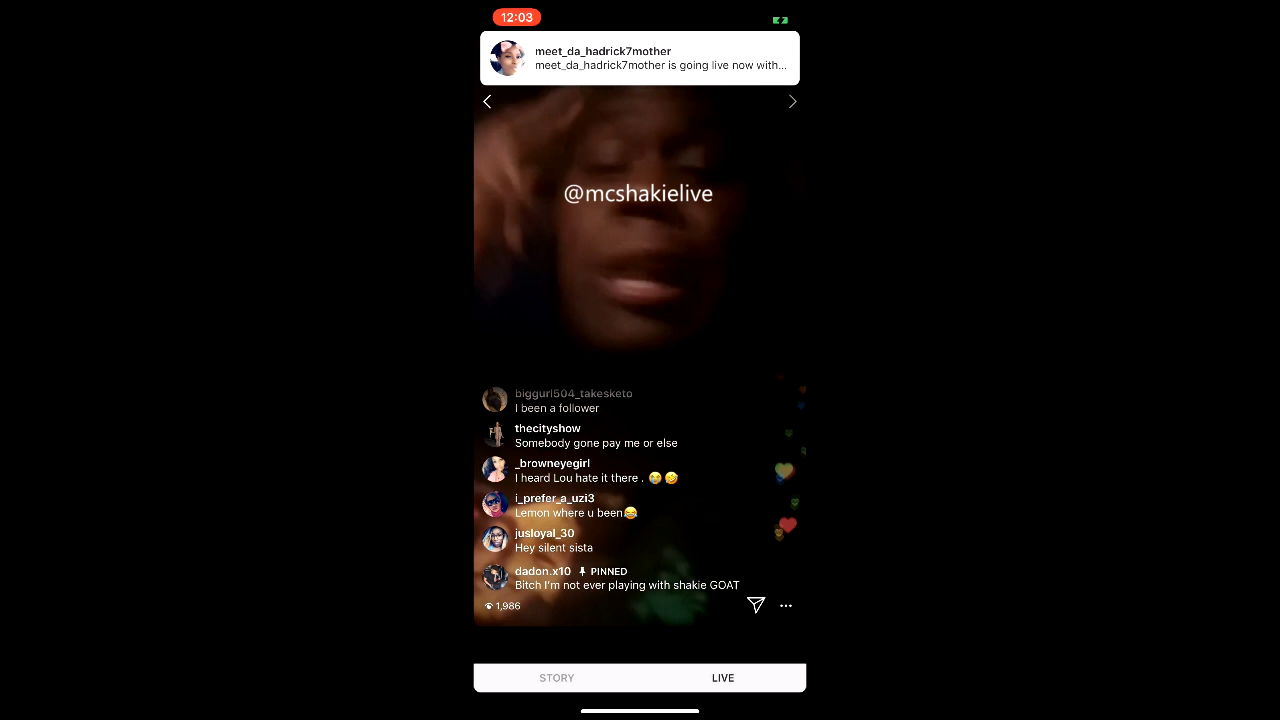 12:03
meet_da_hadrick7mother
meet_da_hadrick7mother is going live now with...
@mcshakielive
biggurl504_takesketo
I been a follower
thecityshow
Somebody gone pay me or else
_browneyegirl
I heard Lou hate it there . 😭 🤣
i_prefer_a_uzi3
Lemon where u been😂
jusloyal_30
Hey silent sista
dadon.x10 PINNED
Bitch I'm not ever playing with shakie GOAT
1,986
STORY LIVE